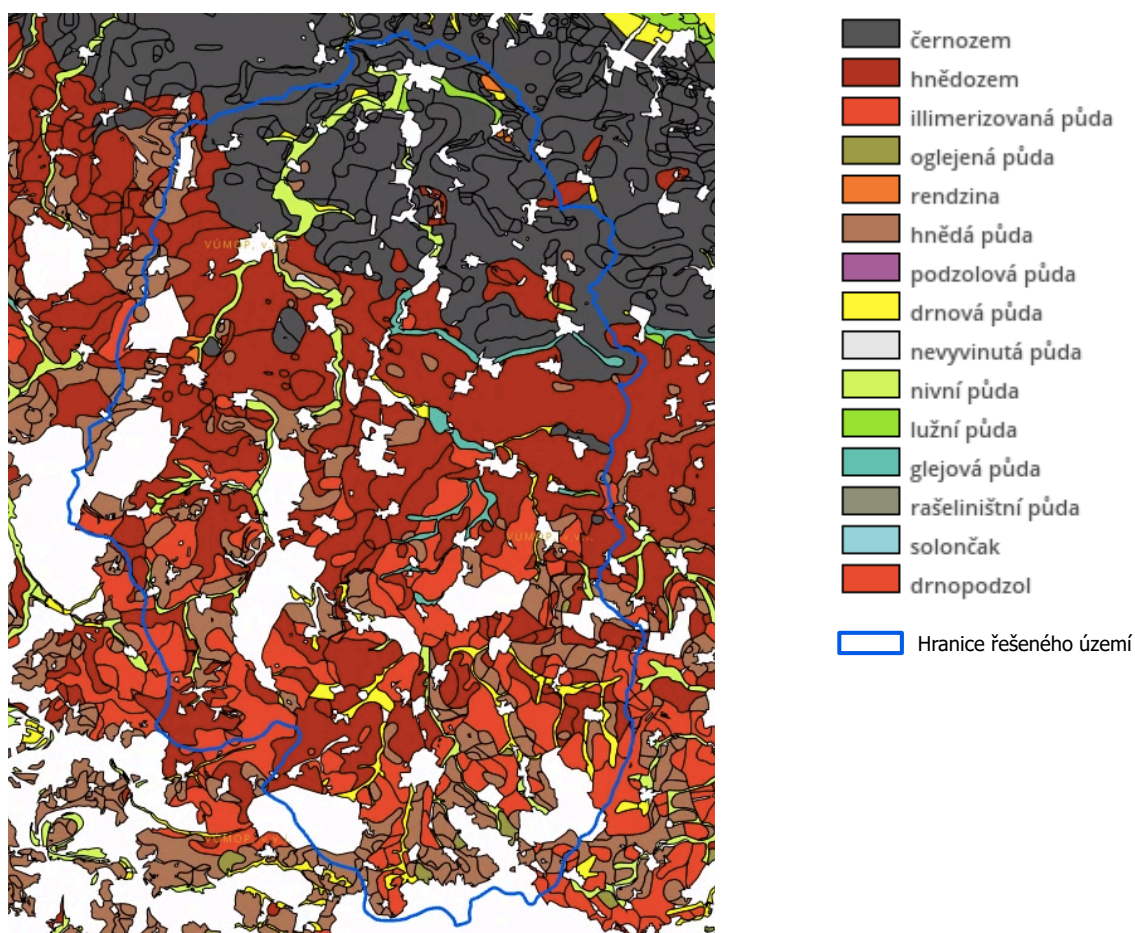 černozem
hnědozem
illimerizovaná půda
oglejená půda
rendzina
hnědá půda
podzolová půda
drnová půda
nevyvinutá půda
nivní půda
lužní půda
glejová půda
rašeliništní půda
solončak
drnopodzol
Hranice řešeného území
VÚMOP, v.v.i.